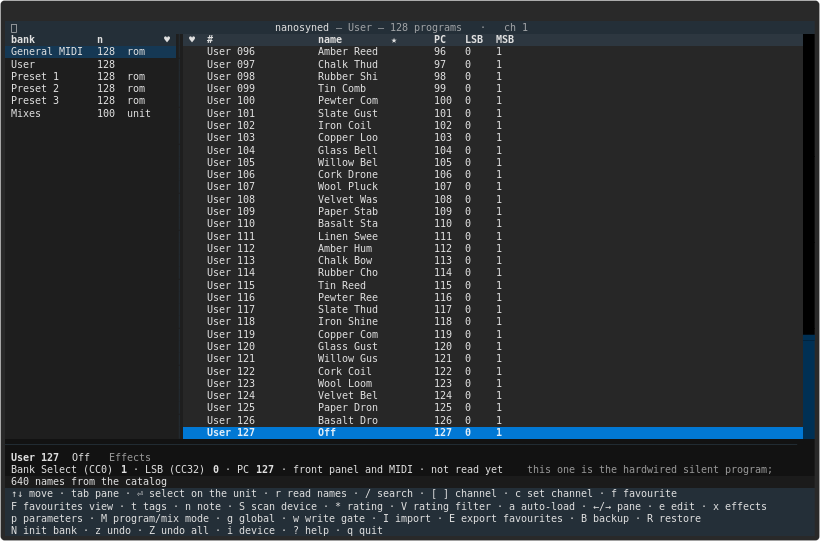 nanosyned — User — 128 programs · ch 1
bank n ♥ ♥ # name ★ PC LSB MSB
General MIDI 128 rom User 096 Amber Reed 96 0 1
User 128 User 097 Chalk Thud 97 0 1
Preset 1 128 rom User 098 Rubber Shi 98 0 1
Preset 2 128 rom User 099 Tin Comb 99 0 1
Preset 3 128 rom User 100 Pewter Com 100 0 1
Mixes 100 unit User 101 Slate Gust 101 0 1
User 102 Iron Coil 102 0 1
User 103 Copper Loo 103 0 1
User 104 Glass Bell 104 0 1
User 105 Willow Bel 105 0 1
User 106 Cork Drone 106 0 1
User 107 Wool Pluck 107 0 1
User 108 Velvet Was 108 0 1
User 109 Paper Stab 109 0 1
User 110 Basalt Sta 110 0 1
User 111 Linen Swee 111 0 1
User 112 Amber Hum 112 0 1
User 113 Chalk Bow 113 0 1
User 114 Rubber Cho 114 0 1
User 115 Tin Reed 115 0 1
User 116 Pewter Ree 116 0 1
User 117 Slate Thud 117 0 1
User 118 Iron Shine 118 0 1
User 119 Copper Com 119 0 1
User 120 Glass Gust 120 0 1
User 121 Willow Gus 121 0 1
User 122 Cork Coil 122 0 1
User 123 Wool Loom 123 0 1
User 124 Velvet Bel 124 0 1
User 125 Paper Dron 125 0 1
User 126 Basalt Dro 126 0 1
User 127 Off 127 0 1
User 127 Off Effects
Bank Select (CC0) 1 · LSB (CC32) 0 · PC 127 · front panel and MIDI · not read yet this one is the hardwired silent program;
640 names from the catalog
↑↓ move · tab pane · ⏎ select on the unit · r read names · / search · [ ] channel · c set channel · f favourite
F favourites view · t tags · n note · S scan device · * rating · V rating filter · a auto-load · ←/→ pane · e edit · x effects
p parameters · M program/mix mode · g global · w write gate · I import · E export favourites · B backup · R restore
N init bank · z undo · Z undo all · i device · ? help · q quit